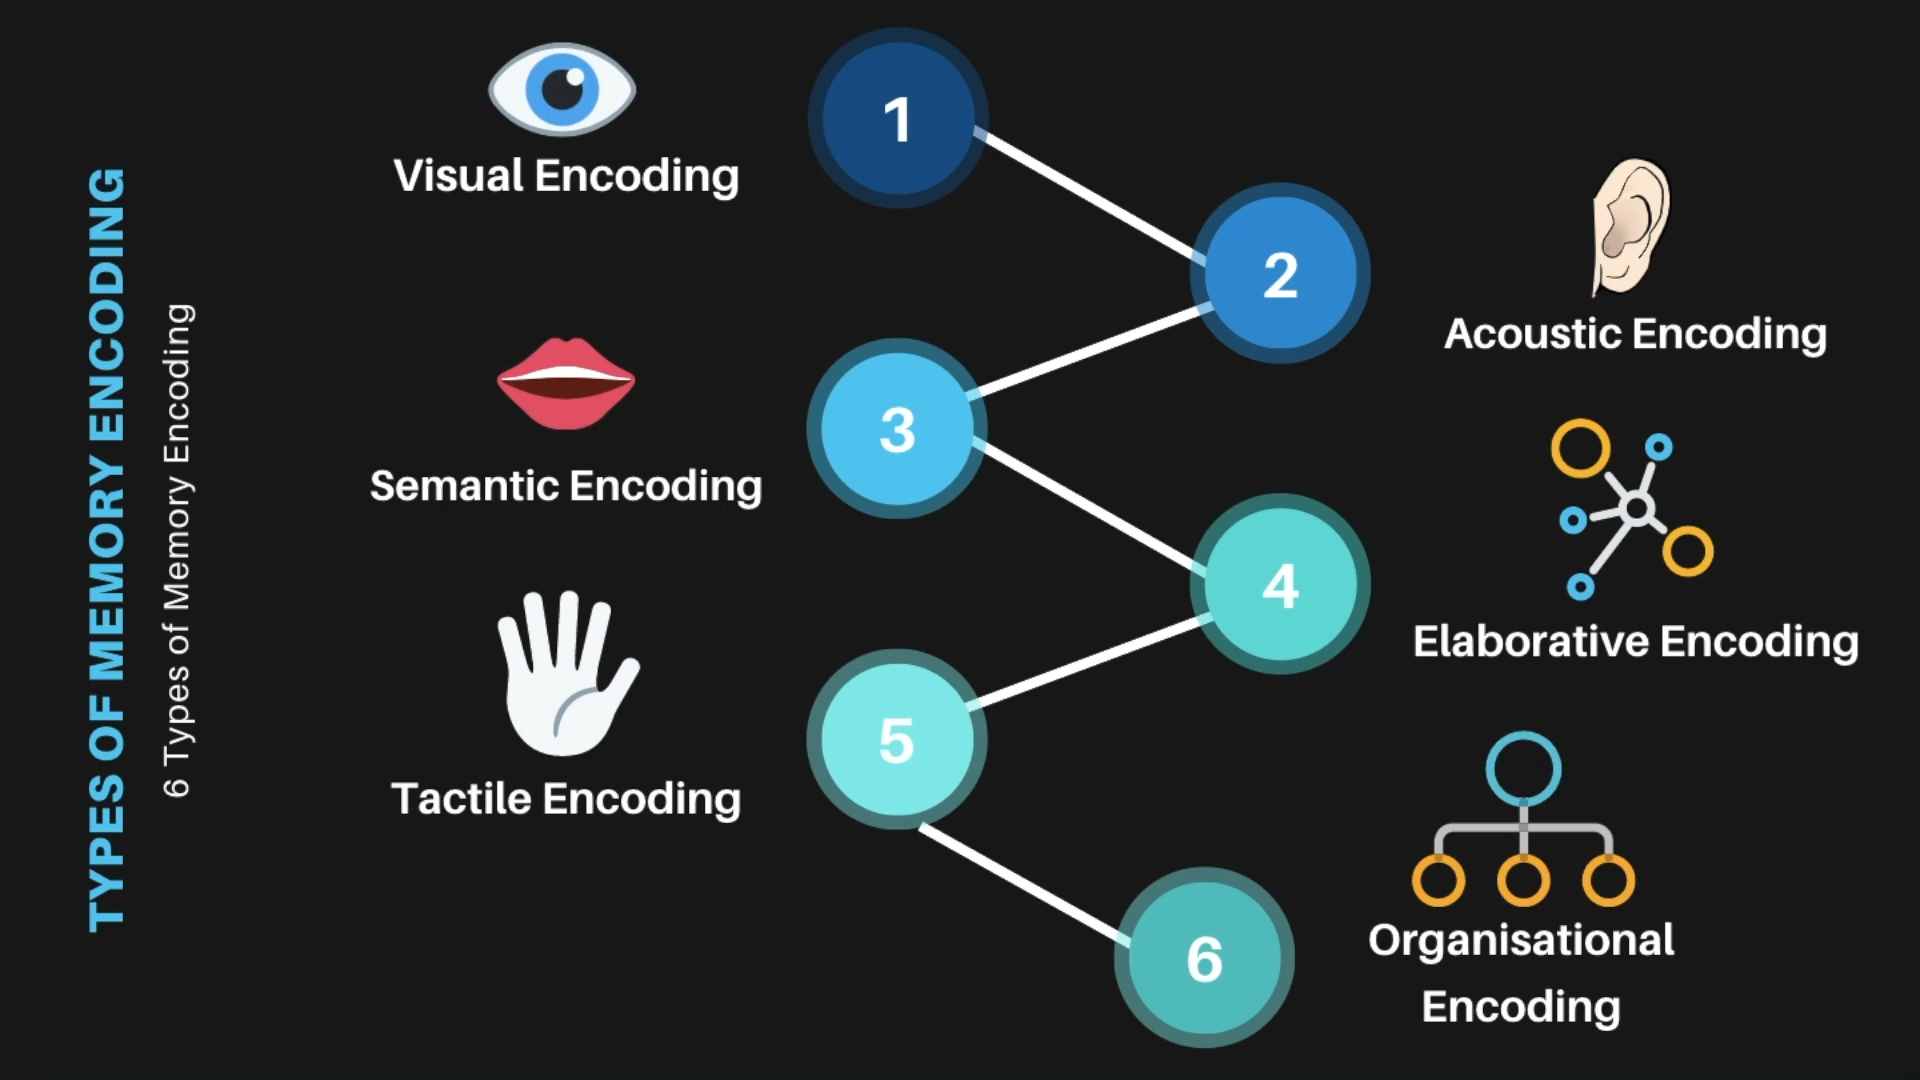 TYPES OF MEMORY ENCODING
6 Types of Memory Encoding
1
Visual Encoding
2
Acoustic Encoding
3
Semantic Encoding
4
Elaborative Encoding
5
Tactile Encoding
6
Organisational
Encoding